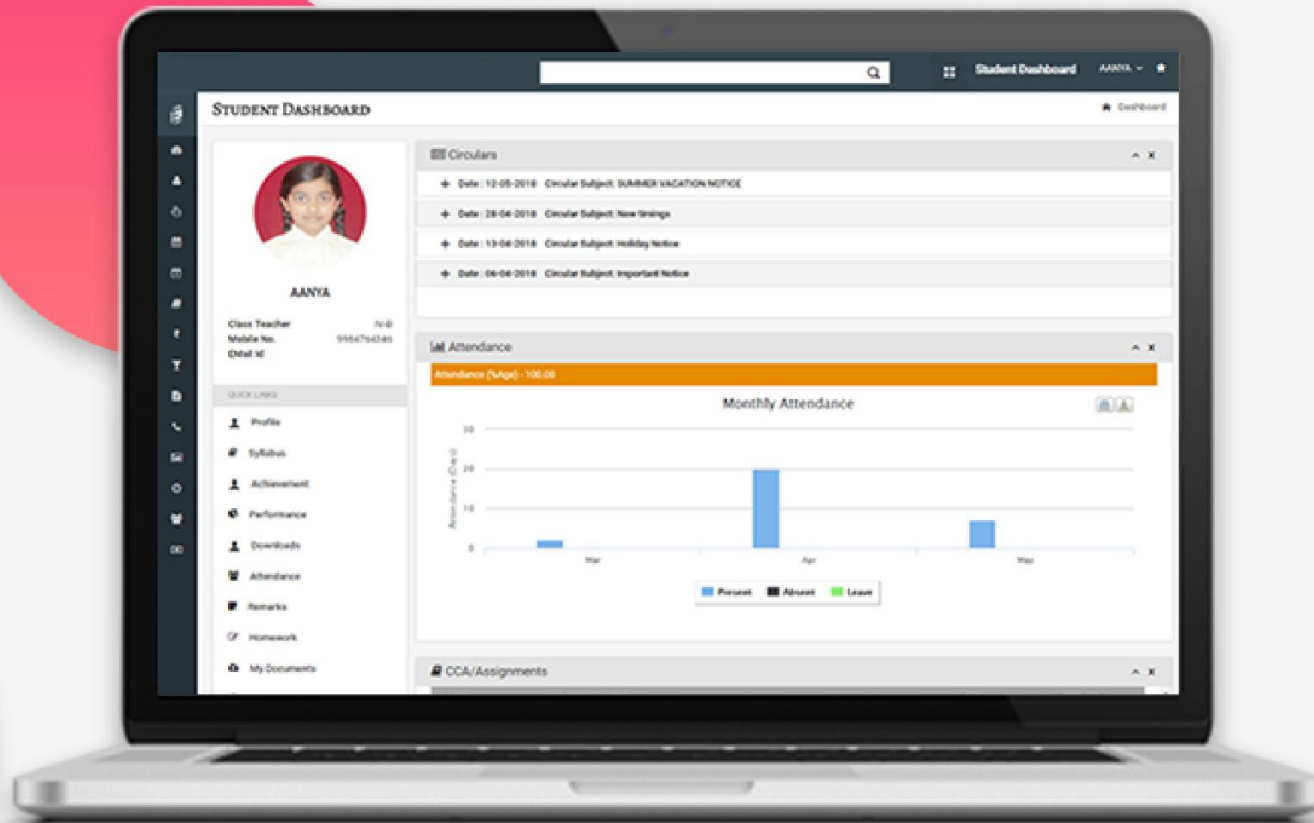 Student Dashboard AANYA
STUDENT DASHBOARD
Dashboard
AANYA
Class Teacher IV-B
Mobile No.
EMail Id
QUICK LINKS
Profile
Syllabus
Achievement
Performance
Downloads
Attendance
Remarks
Homework
My Documents
Circulars
Date : 12-05-2018 Circular Subject: SUMMER VACATION NOTICE
Date : 28-04-2018 Circular Subject: New timings
Date : 13-04-2018 Circular Subject: Holiday Notice
Date : 06-04-2018 Circular Subject: Important Notice
Attendance
Attendance (%Age) - 100.00
Monthly Attendance
Attendance (Days)
30
20
10
0
Mar Apr May
Present Absent Leave
CCA/Assignments